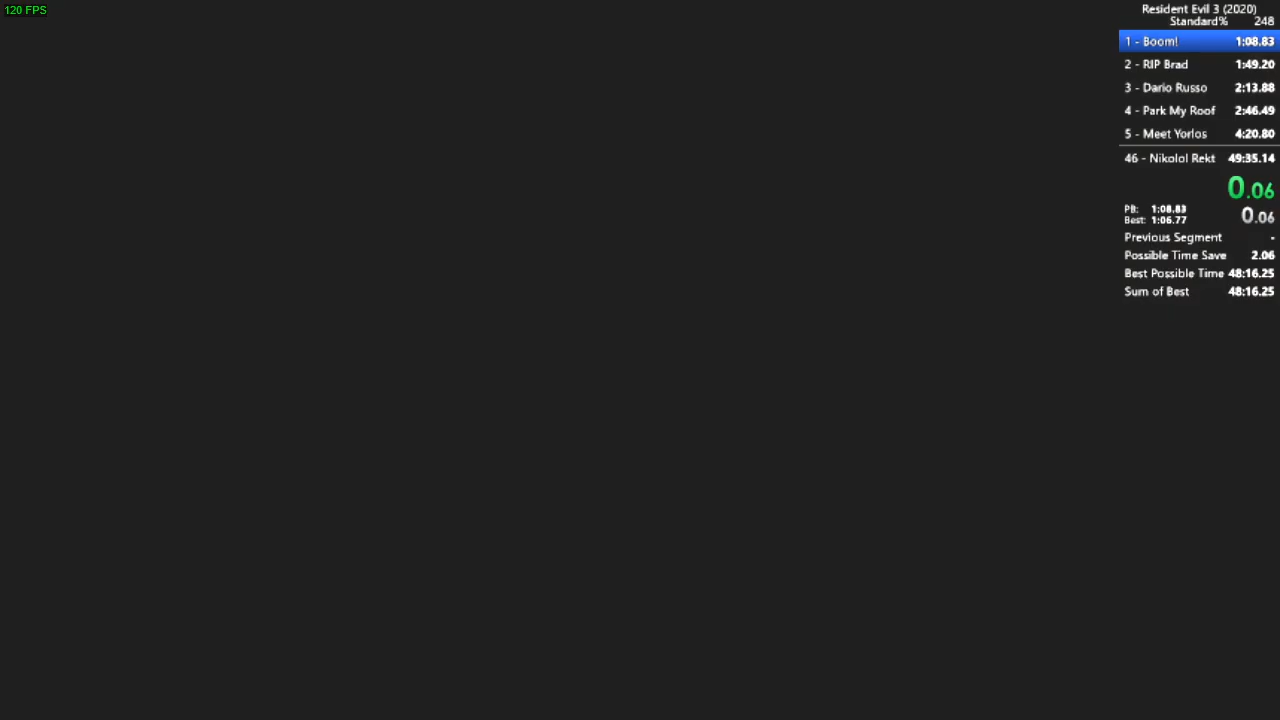 120 FPS
Resident Evil 3 (2020)
Standard% 248
1 - Boom! 1:08.83
2 - RIP Brad 1:49.20
3 - Dario Russo 2:13.88
4 - Park My Roof 2:46.49
5 - Meet Yorlos 4:20.80
46 - Nikolol Rekt 49:35.14
0.06
PB: 1:08.83
0.06
Best: 1:06.77
Previous Segment -
Possible Time Save 2.06
Best Possible Time 48:16.25
Sum of Best 48:16.25